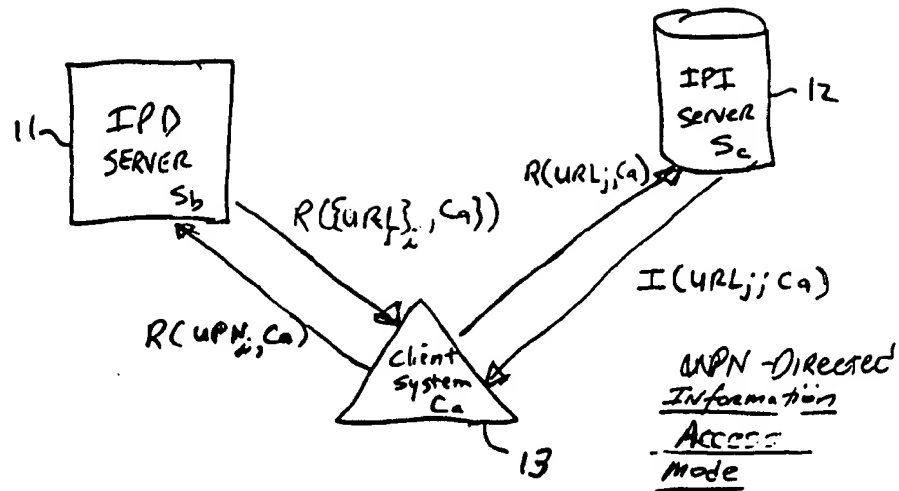 11
IPD
SERVER
Sb
IPI
Server
Sc
12
R({URLj}i, Ca})
R(URLj, Ca)
R(UPNi, Ca)
I(URLj; Ca)
Client
System
Ca
13
UPN-Directed
Information
Access
Mode